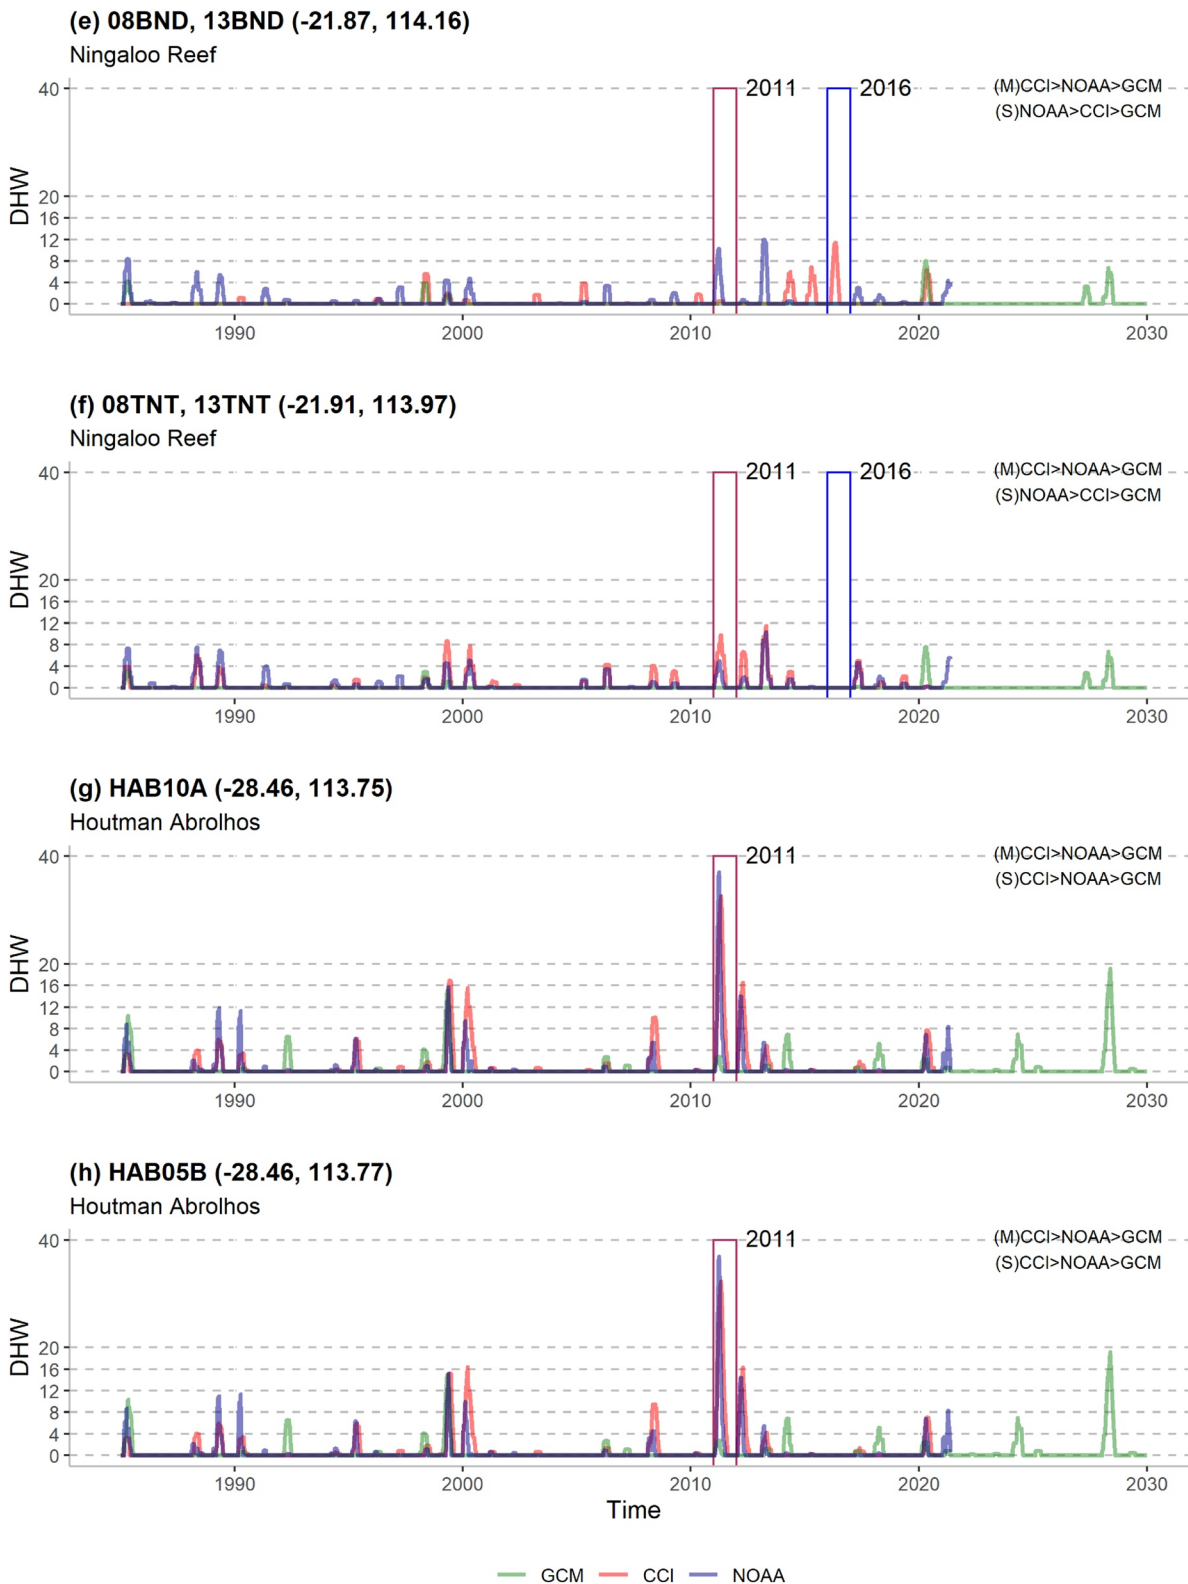 (e) 08BND, 13BND (-21.87, 114.16)
Ningaloo Reef
40
20
16
12
8
4
0
DHW
2011
2016
(M)CCI>NOAA>GCM
(S)NOAA>CCI>GCM
1990
2000
2010
2020
2030
(f) 08TNT, 13TNT (-21.91, 113.97)
Ningaloo Reef
40
20
16
12
8
4
0
DHW
2011
2016
(M)CCI>NOAA>GCM
(S)NOAA>CCI>GCM
1990
2000
2010
2020
2030
(g) HAB10A (-28.46, 113.75)
Houtman Abrolhos
40
20
16
12
8
4
0
DHW
2011
(M)CCI>NOAA>GCM
(S)CCI>NOAA>GCM
1990
2000
2010
2020
2030
(h) HAB05B (-28.46, 113.77)
Houtman Abrolhos
40
20
16
12
8
4
0
DHW
2011
(M)CCI>NOAA>GCM
(S)CCI>NOAA>GCM
1990
2000
2010
2020
2030
Time
GCM
CCI
NOAA